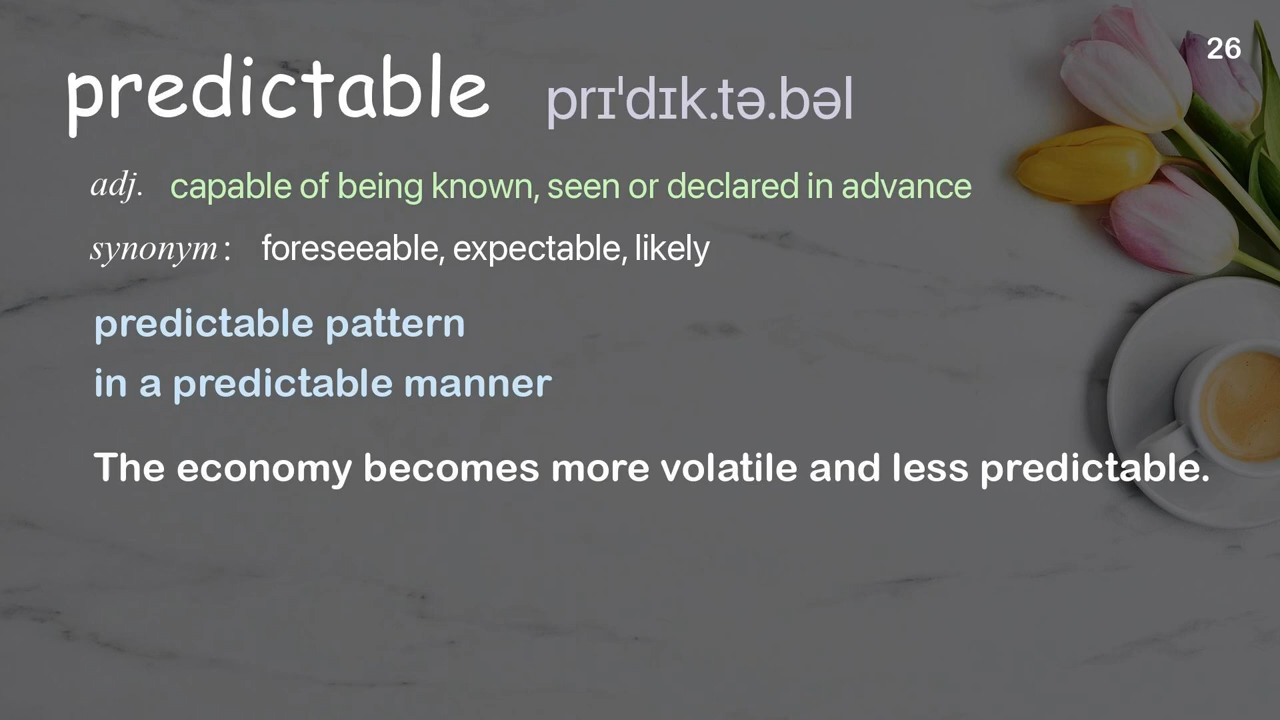 26
predictable prɪˈdɪk.tə.bəl
adj. capable of being known, seen or declared in advance
synonym: foreseeable, expectable, likely
predictable pattern
in a predictable manner
The economy becomes more volatile and less predictable.